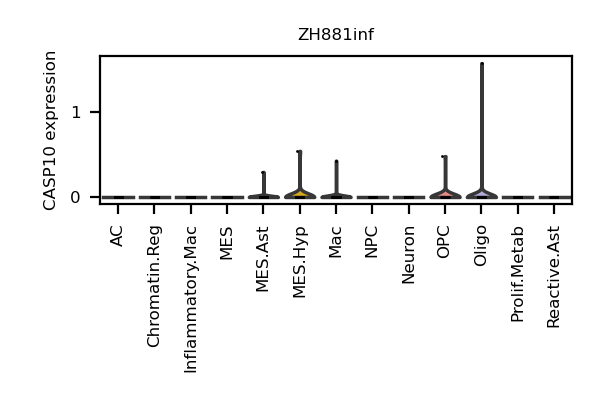 ZH881inf
CASP10 expression
1
0
AC
Chromatin.Reg
Inflammatory.Mac
MES
MES.Ast
MES.Hyp
Mac
NPC
Neuron
OPC
Oligo
Prolif.Metab
Reactive.Ast